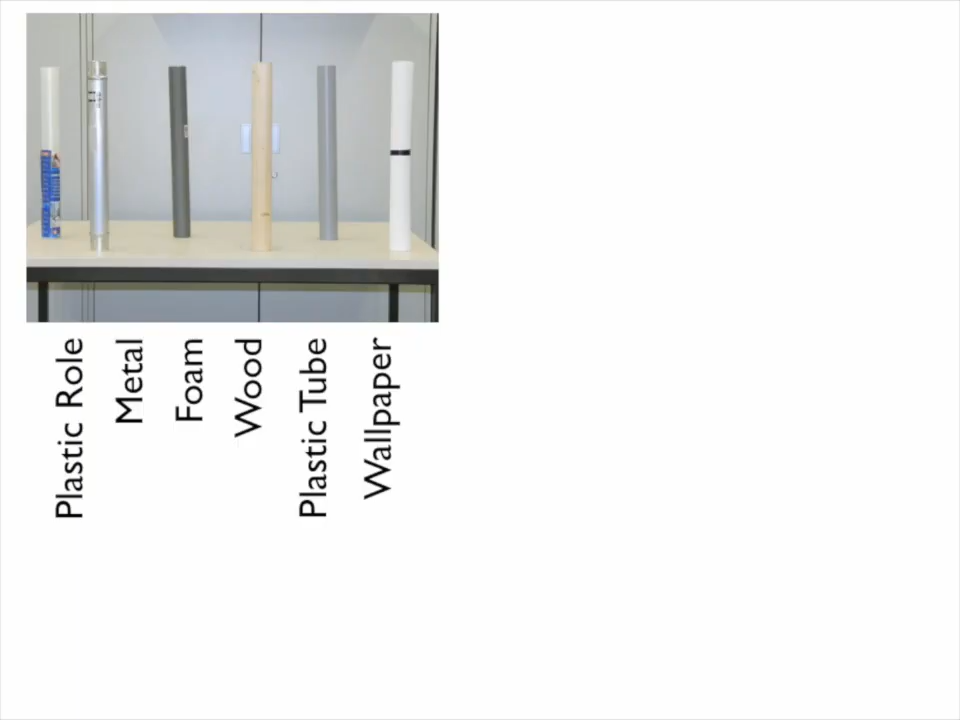 Plastic Role
Metal
Foam
Wood
Plastic Tube
Wallpaper